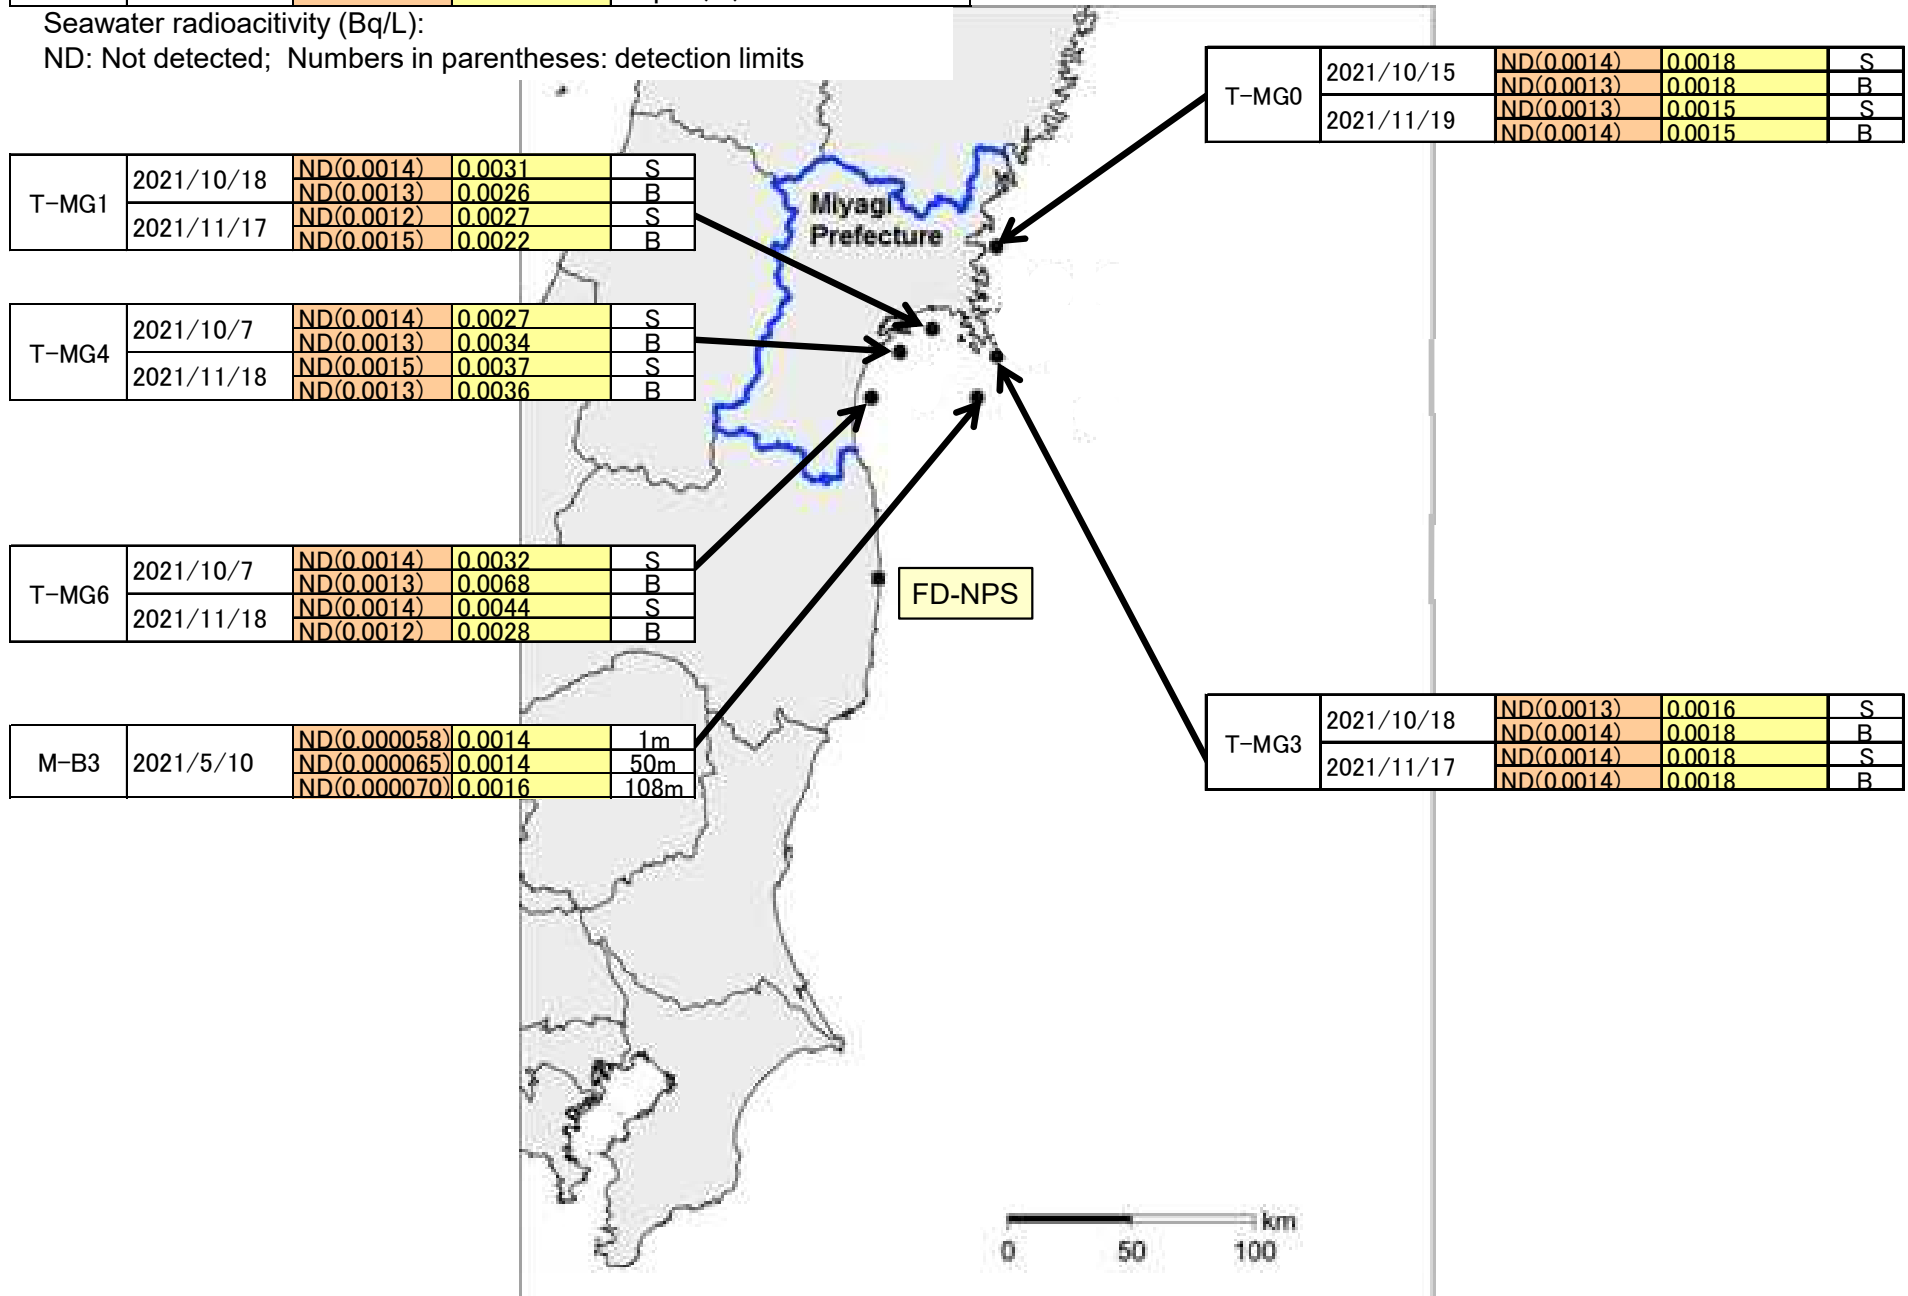 Seawater radioacitivity (Bq/L):
ND: Not detected; Numbers in parentheses: detection limits
T-MG0
2021/10/15
ND(0.0014) 0.0018 S
ND(0.0013) 0.0018 B
2021/11/19
ND(0.0013) 0.0015 S
ND(0.0014) 0.0015 B
T-MG1
2021/10/18
ND(0.0014) 0.0031 S
ND(0.0013) 0.0026 B
2021/11/17
ND(0.0012) 0.0027 S
ND(0.0015) 0.0022 B
Miyagi
Prefecture
T-MG4
2021/10/7
ND(0.0014) 0.0027 S
ND(0.0013) 0.0034 B
2021/11/18
ND(0.0015) 0.0037 S
ND(0.0013) 0.0036 B
T-MG6
2021/10/7
ND(0.0014) 0.0032 S
ND(0.0013) 0.0068 B
2021/11/18
ND(0.0014) 0.0044 S
ND(0.0012) 0.0028 B
FD-NPS
M-B3
2021/5/10
ND(0.000058) 0.0014 1m
ND(0.000065) 0.0014 50m
ND(0.000070) 0.0016 108m
T-MG3
2021/10/18
ND(0.0013) 0.0016 S
ND(0.0014) 0.0018 B
2021/11/17
ND(0.0014) 0.0018 S
ND(0.0014) 0.0018 B
km
0 50 100